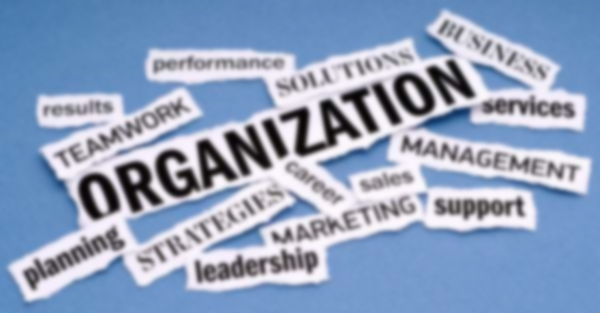 BUSINESS
performance
SOLUTIONS
results
TEAMWORK
ORGANIZATION
services
MANAGEMENT
career
sales
STRATEGIES
MARKETING
support
planning
leadership